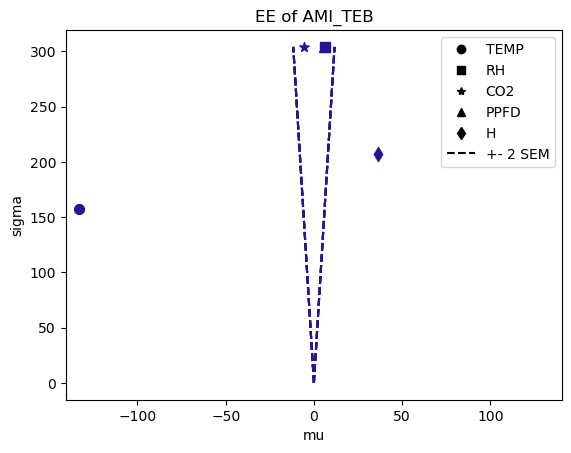 EE of AMI_TEB
300
250
200
150
100
50
0
sigma
−100
−50
0
50
100
mu
TEMP
RH
CO2
PPFD
H
+- 2 SEM